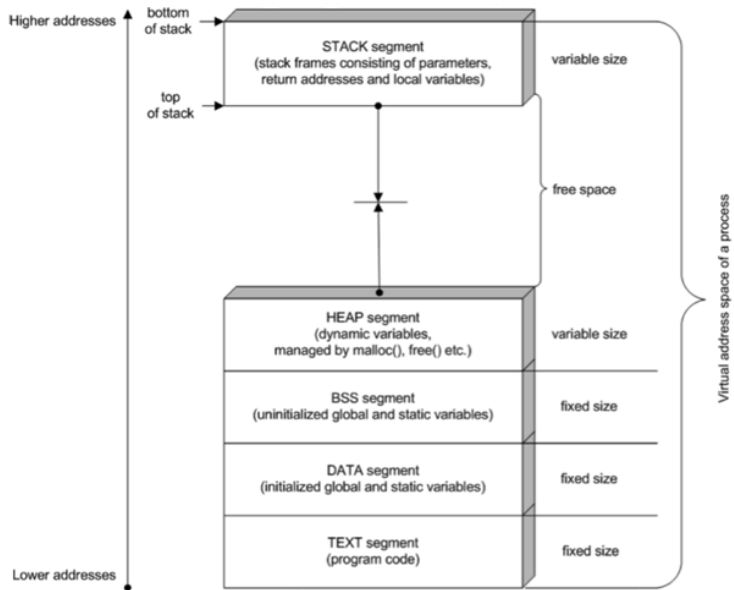 Higher addresses
bottom
of stack
STACK segment
(stack frames consisting of parameters,
return addresses and local variables)
variable size
top
of stack
free space
Virtual address space of a process
HEAP segment
(dynamic variables,
managed by malloc(), free() etc.)
variable size
BSS segment
(uninitialized global and static variables)
fixed size
DATA segment
(initialized global and static variables)
fixed size
TEXT segment
(program code)
fixed size
Lower addresses